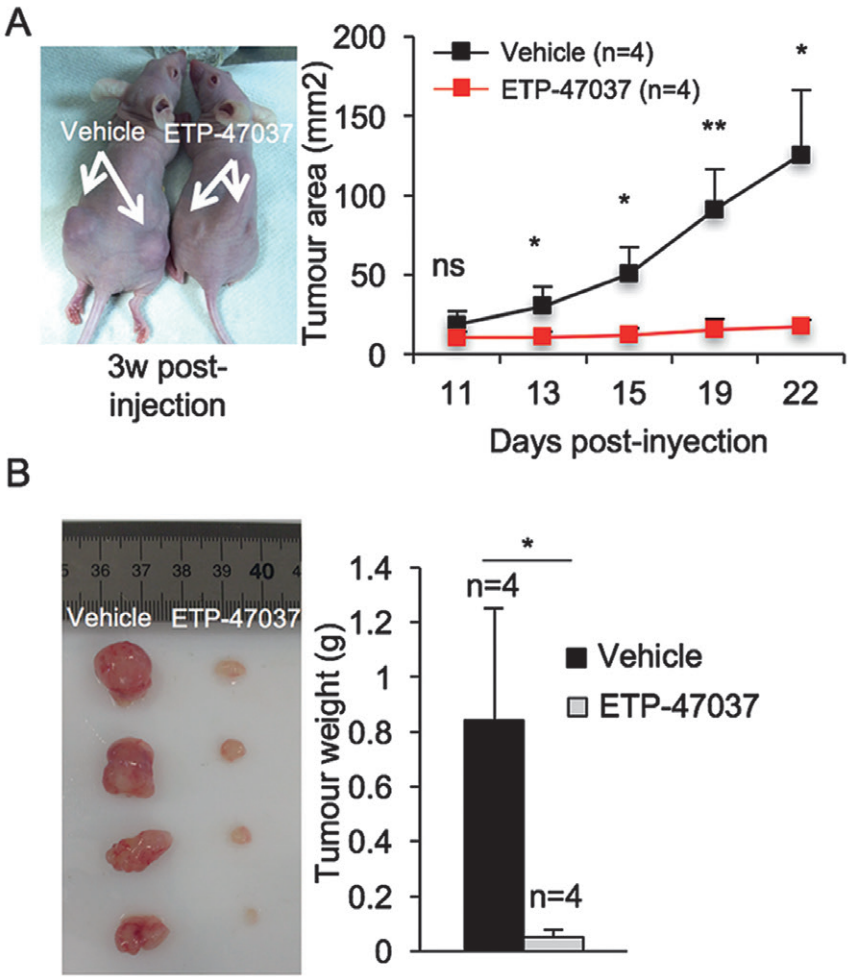 A
Vehicle ETP-47037
3w post-
injection
Tumour area (mm2)
200
150
100
50
0
Vehicle (n=4)
ETP-47037 (n=4)
ns
*
*
**
*
11 13 15 19 22
Days post-inyection
B
5 36 37 38 39 40 4
Vehicle ETP-47037
Tumour weight (g)
1.4
1.2
1
0.8
0.6
0.4
0.2
0
*
n=4
n=4
Vehicle
ETP-47037